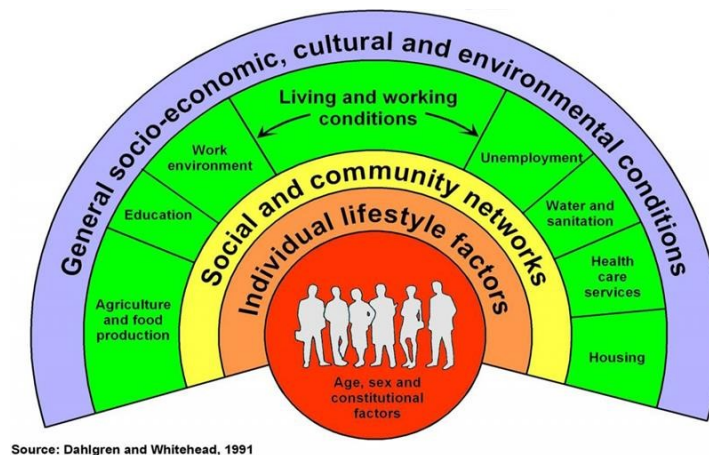 General socio-economic, cultural and environmental conditions
Living and working
conditions
Work
environment
Unemployment
Education
Water and
sanitation
Agriculture
and food
production
Health
care
services
Housing
Social and community networks
Individual lifestyle factors
Age, sex and
constitutional
factors
Source: Dahlgren and Whitehead, 1991